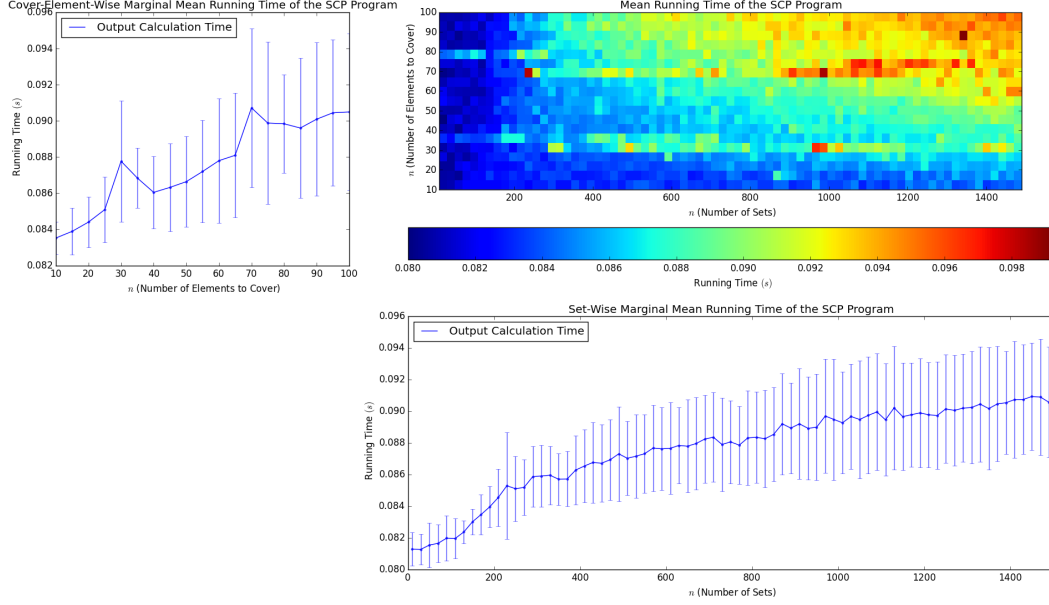 Cover-Element-Wise Marginal Mean Running Time of the SCP Program
0.096
0.094
0.092
0.090
0.088
0.086
0.084
0.082
Running Time (s)
Output Calculation Time
10 20 30 40 50 60 70 80 90 100
n (Number of Elements to Cover)
Mean Running Time of the SCP Program
100
90
80
70
60
50
40
30
20
10
n (Number of Elements to Cover)
200 400 600 800 1000 1200 1400
n (Number of Sets)
0.080 0.082 0.084 0.086 0.088 0.090 0.092 0.094 0.096 0.098
Running Time (s)
Set-Wise Marginal Mean Running Time of the SCP Program
0.096
0.094
0.092
0.090
0.088
0.086
0.084
0.082
0.080
Running Time (s)
Output Calculation Time
0 200 400 600 800 1000 1200 1400
n (Number of Sets)